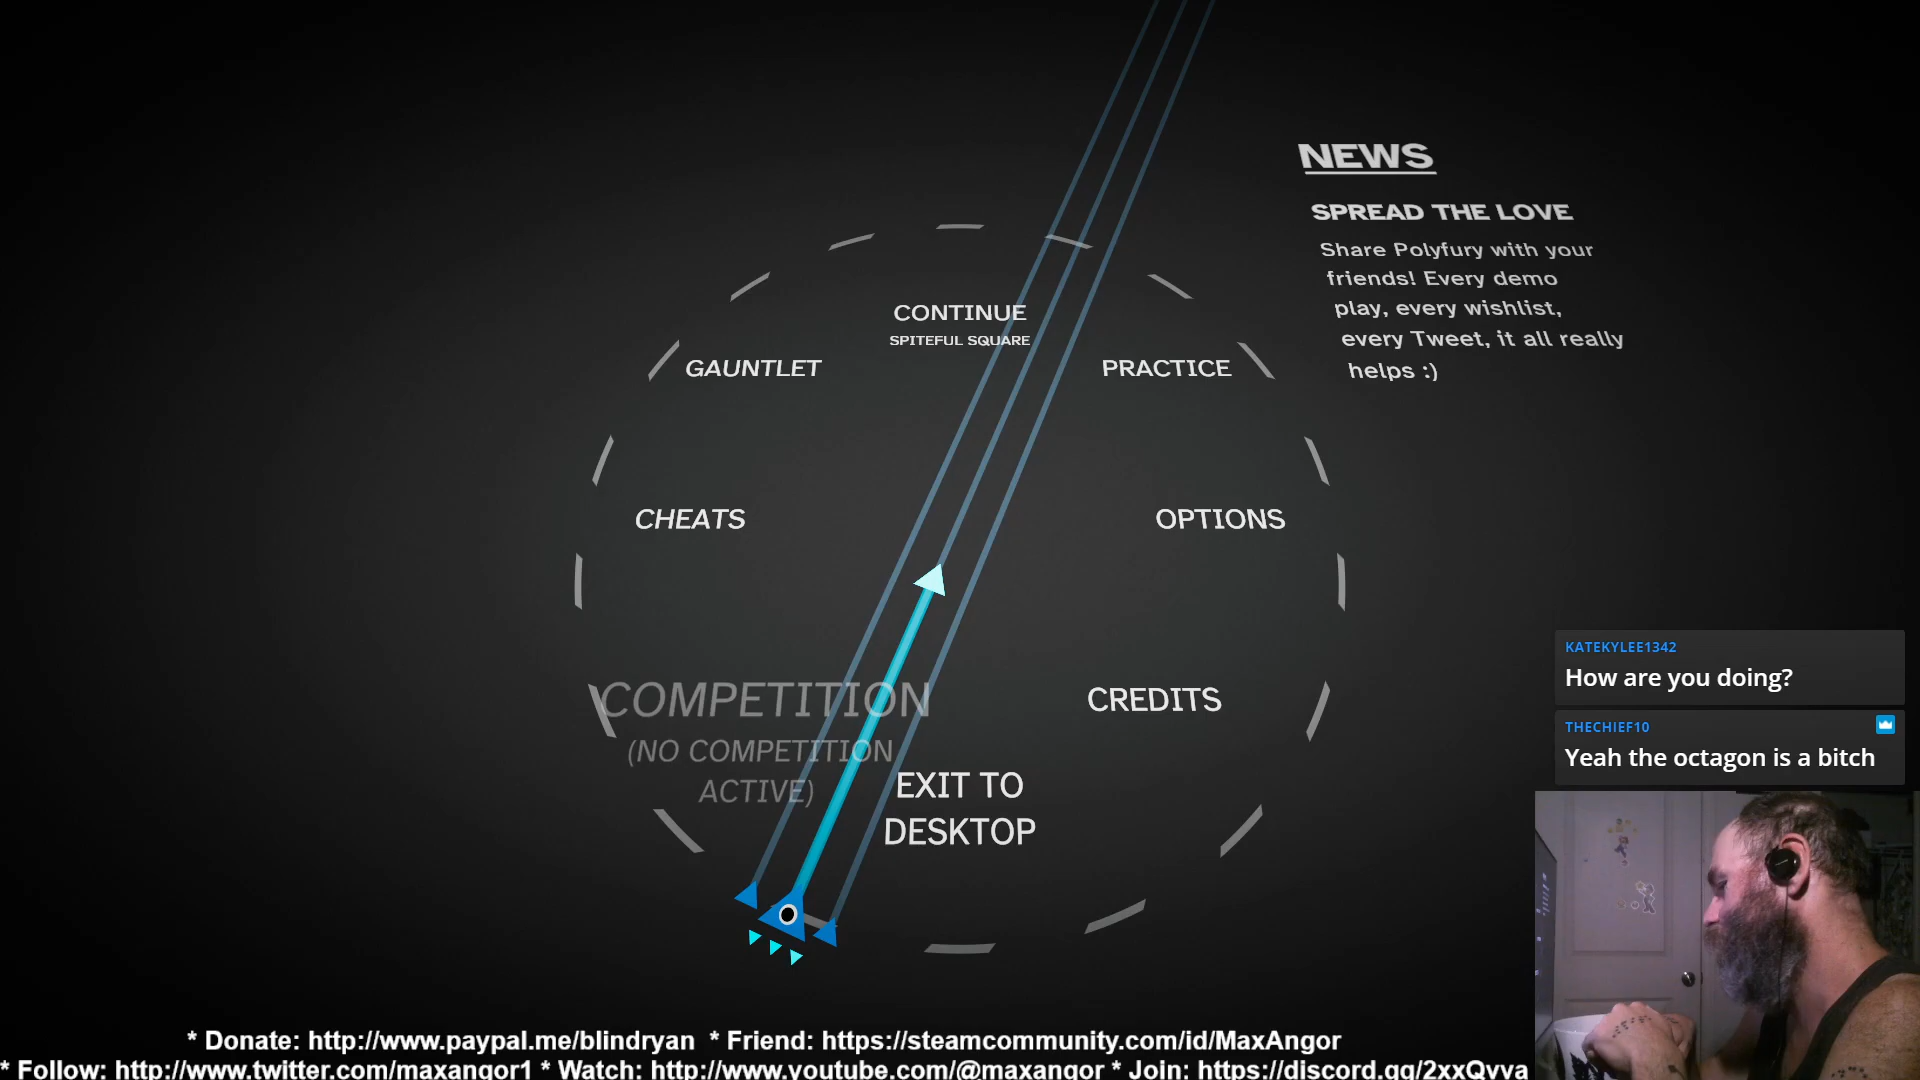 NEWS
SPREAD THE LOVE
Share Polyfury with your
friends! Every demo
play, every wishlist,
every Tweet, it all really
helps :)
CONTINUE
SPITEFUL SQUARE
GAUNTLET
PRACTICE
CHEATS
OPTIONS
COMPETITION
(NO COMPETITION
ACTIVE)
CREDITS
EXIT TO
DESKTOP
KATEKYLEE1342
How are you doing?
THECHIEF10
Yeah the octagon is a bitch
* Donate: http://www.paypal.me/blindryan * Friend: https://steamcommunity.com/id/MaxAngor
* Follow: http://www.twitter.com/maxangor1 * Watch: http://www.youtube.com/@maxangor * Join: https://discord.gg/2xxQvva